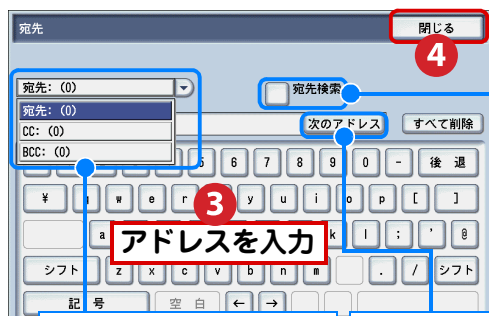 宛先
閉じる
4
宛先: (0)
宛先検索
宛先: (0)
CC: (0)
BCC: (0)
次のアドレス
すべて削除
5 6 7 8 9 0 - 後 退
¥ q w e r y u i o p [ ]
3
a k l ; ' @
アドレスを入力
シフト z x c v b n m . / シフト
記 号 空 白 ← →